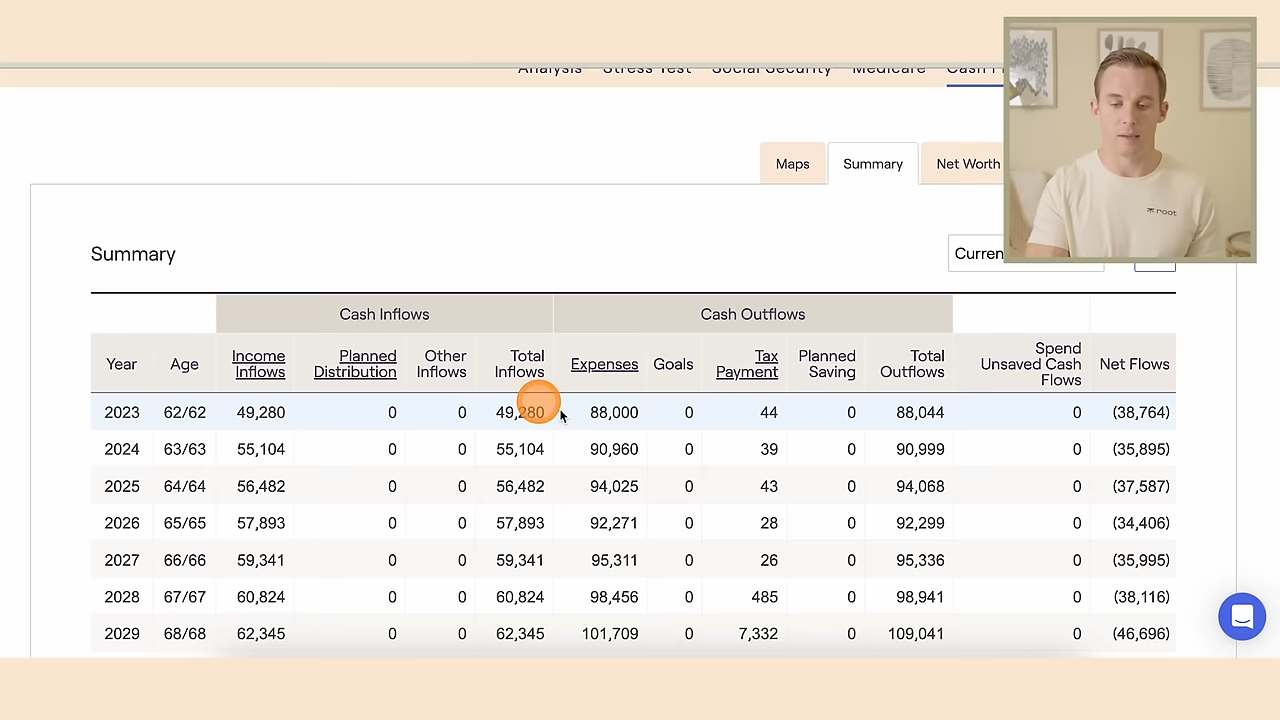 Analysis Stress Test Social Security Medicare Cash
Maps Summary Net Worth
root
Summary
Curren
Cash Inflows Cash Outflows
Year Age Income Inflows Planned Distribution Other Inflows Total Inflows Expenses Goals Tax Payment Planned Saving Total Outflows Spend Unsaved Cash Flows Net Flows
2023 62/62 49,280 0 0 49,280 88,000 0 44 0 88,044 0 (38,764)
2024 63/63 55,104 0 0 55,104 90,960 0 39 0 90,999 0 (35,895)
2025 64/64 56,482 0 0 56,482 94,025 0 43 0 94,068 0 (37,587)
2026 65/65 57,893 0 0 57,893 92,271 0 28 0 92,299 0 (34,406)
2027 66/66 59,341 0 0 59,341 95,311 0 26 0 95,336 0 (35,995)
2028 67/67 60,824 0 0 60,824 98,456 0 485 0 98,941 0 (38,116)
2029 68/68 62,345 0 0 62,345 101,709 0 7,332 0 109,041 0 (46,696)